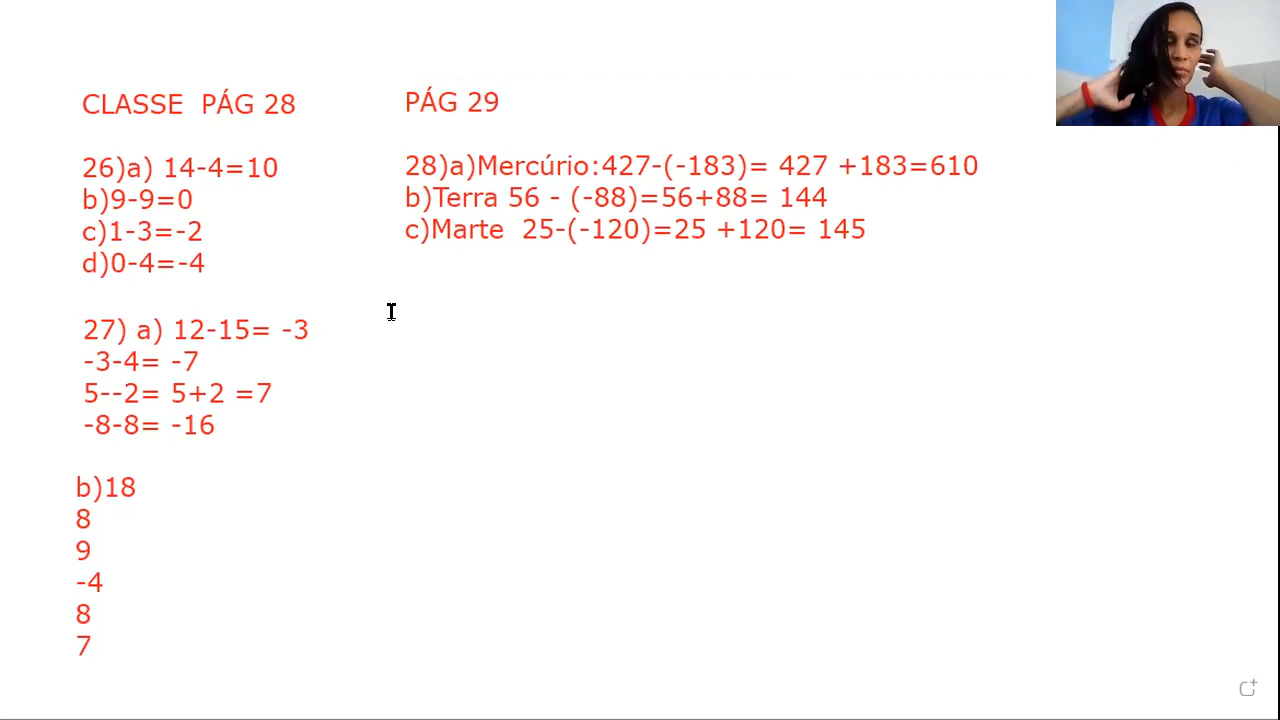 CLASSE PÁG 28
26)a) 14-4=10
b)9-9=0
c)1-3=-2
d)0-4=-4
27) a) 12-15= -3
-3-4= -7
5--2= 5+2 =7
-8-8= -16
b)18
8
9
-4
8
7
PÁG 29
28)a)Mercúrio:427-(-183)= 427 +183=610
b)Terra 56 - (-88)=56+88= 144
c)Marte 25-(-120)=25 +120= 145